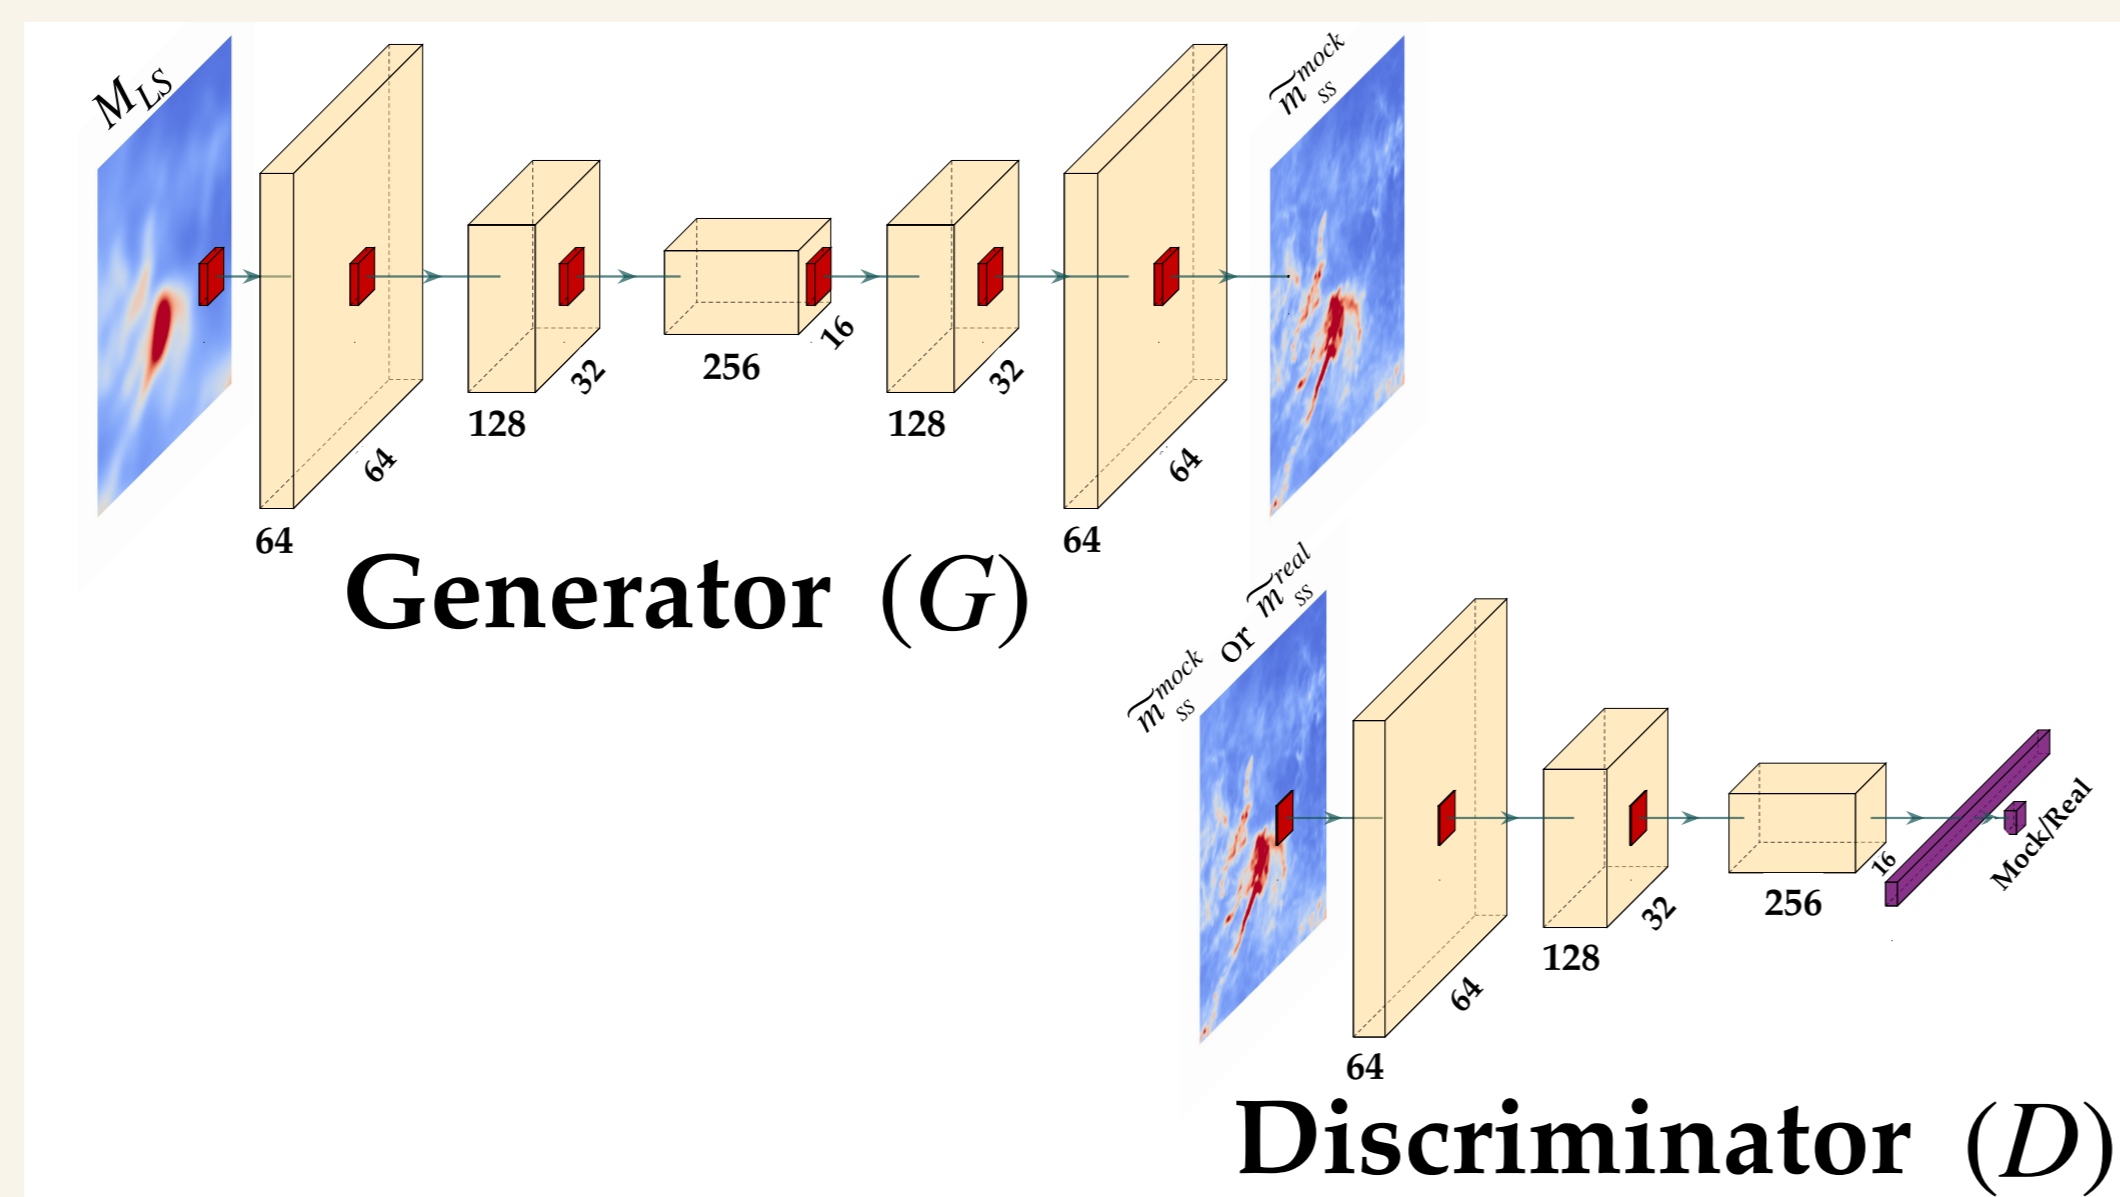 M_LS
m̃_ss^mock
64
64
128
32
256
16
128
32
64
64
Generator (G)
m̃_ss^mock or m̃_ss^real
64
64
128
32
256
16
Mock/Real
Discriminator (D)